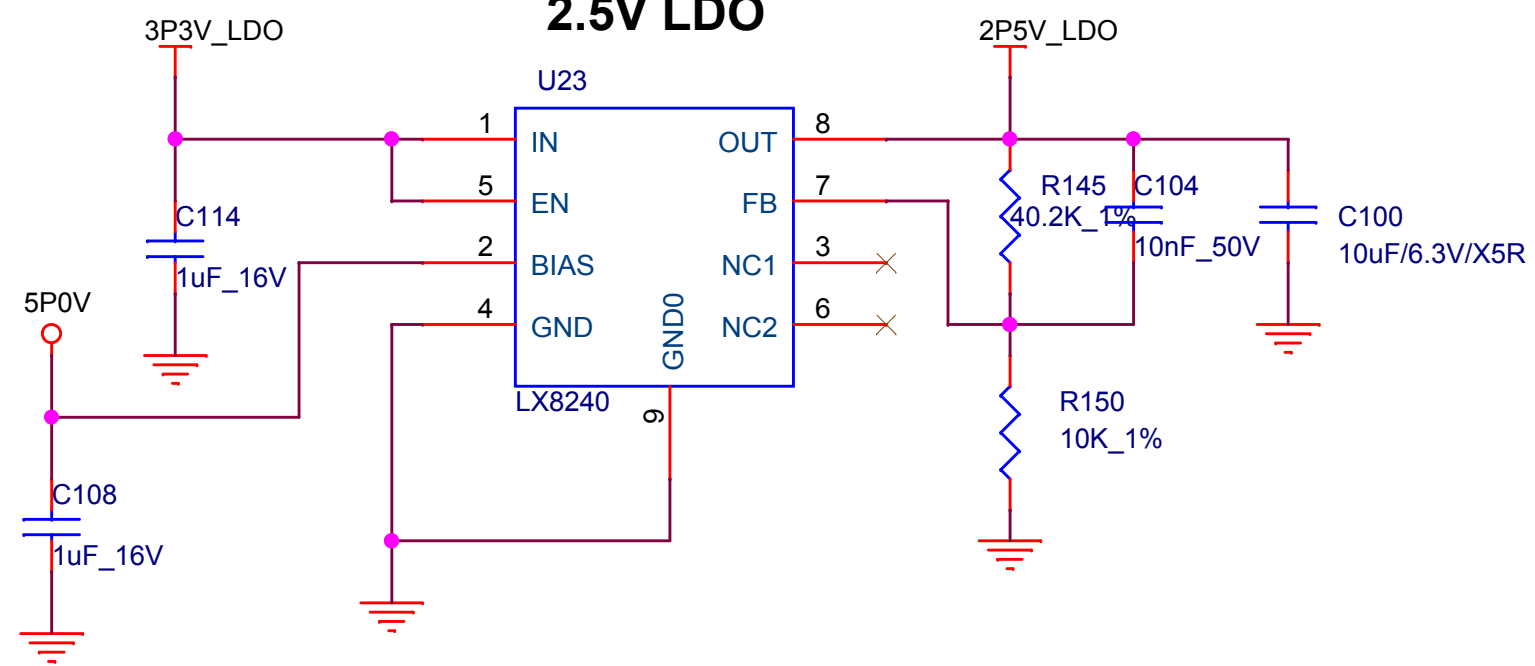 2.5V LDO
3P3V_LDO
2P5V_LDO
U23
1
IN
5
EN
2
BIAS
4
GND
GND0
9
OUT
8
FB
7
NC1
3
NC2
6
LX8240
C114
1uF_16V
5P0V
C108
1uF_16V
R145
40.2K_1%
C104
10nF_50V
C100
10uF/6.3V/X5R
R150
10K_1%